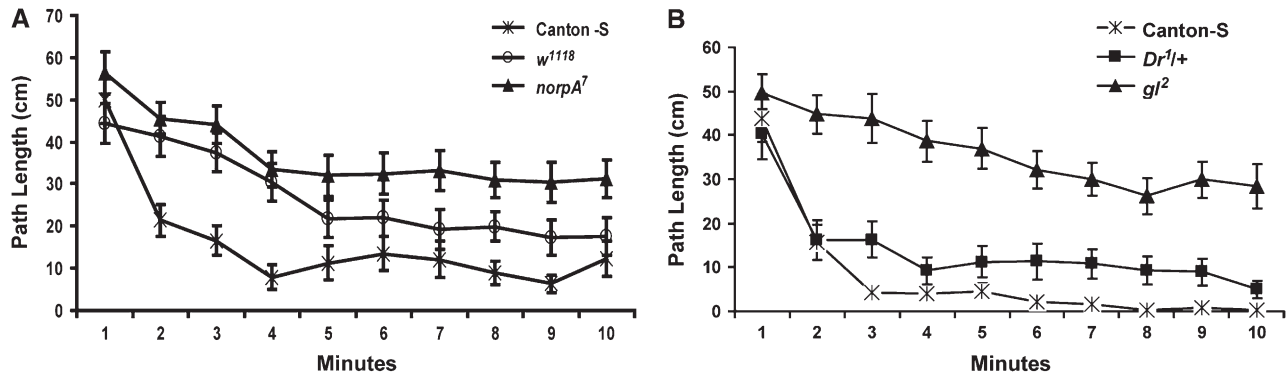 A
Path Length (cm)
70
60
50
40
30
20
10
0
Canton -S
w¹¹¹⁸
norpA⁷
1 2 3 4 5 6 7 8 9 10
Minutes
B
Path Length (cm)
60
50
40
30
20
10
0
Canton-S
Dr¹/+
gl²
1 2 3 4 5 6 7 8 9 10
Minutes